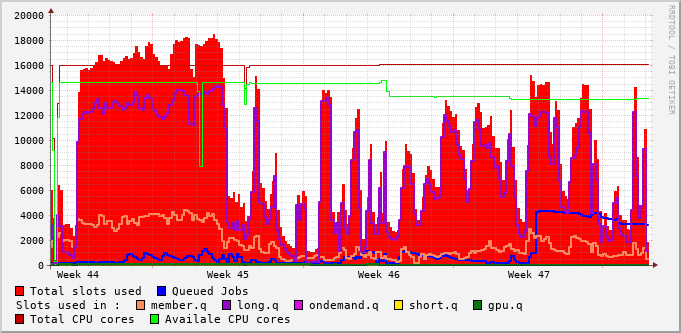 20000
18000
16000
14000
12000
10000
8000
6000
4000
2000
0
Week 44 Week 45 Week 46 Week 47
RRDTOOL / TOBI OETIKER
Total slots used Queued Jobs
Slots used in : member.q long.q ondemand.q short.q gpu.q
Total CPU cores Availale CPU cores